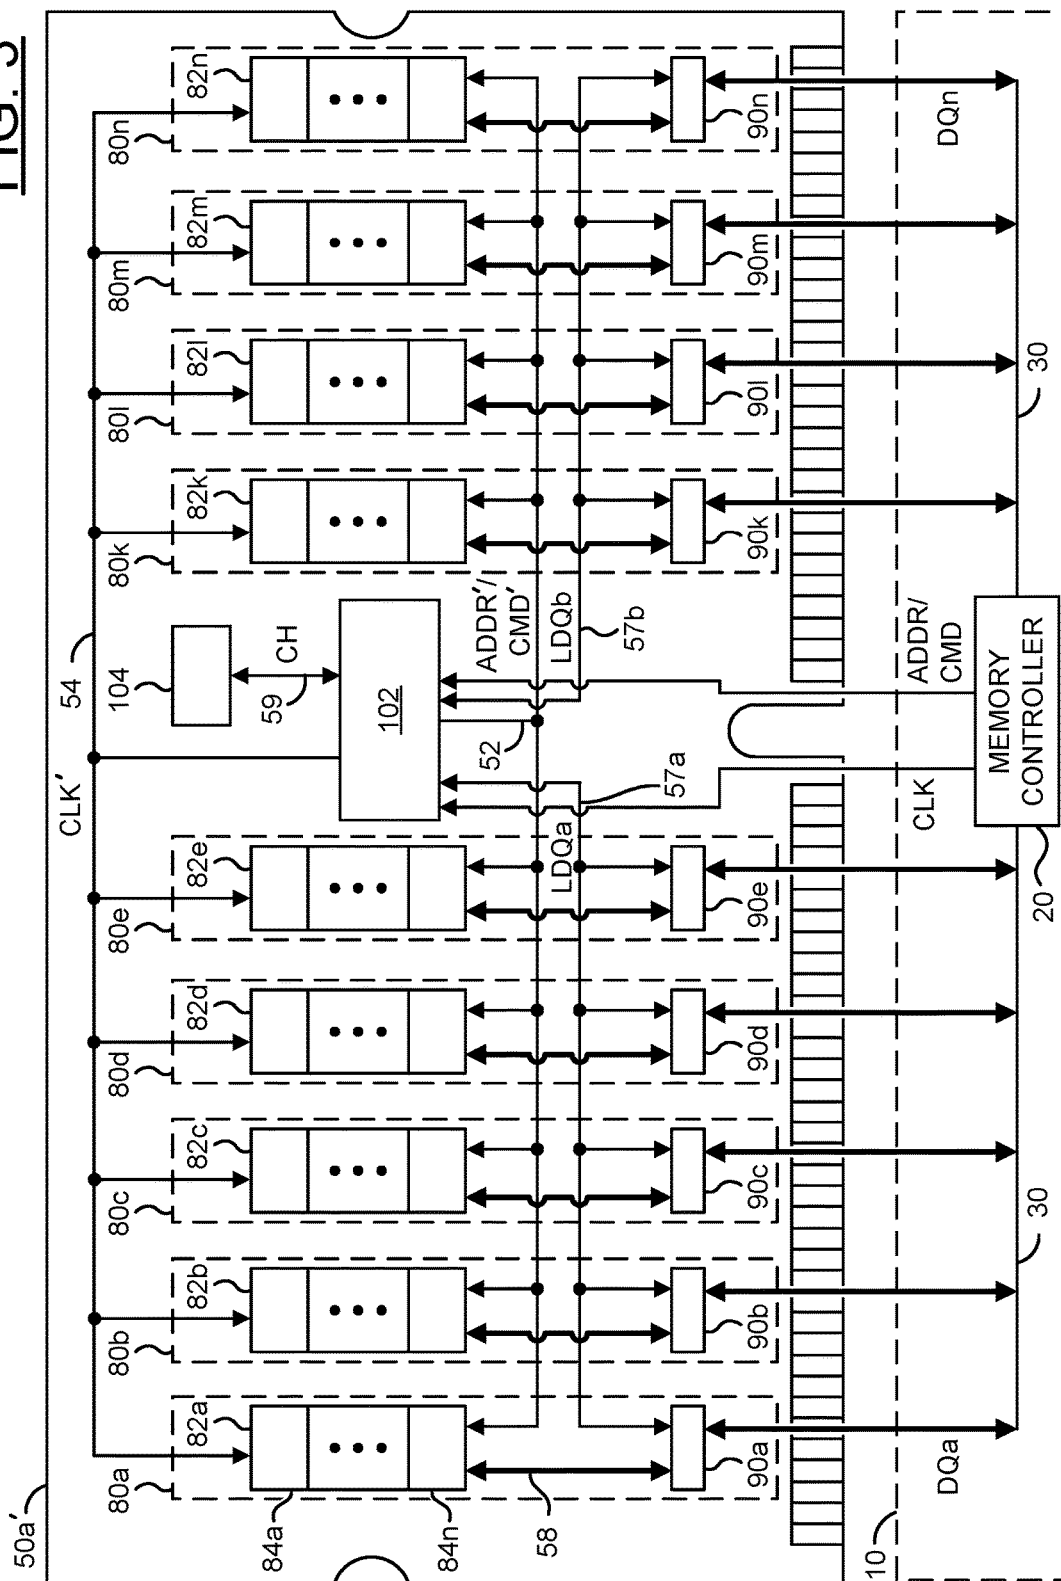 FIG.
50a'
CLK'
54
80a
80b
80c
80d
80e
104
80k
80l
80m
80n
82a
82b
82c
82d
82e
82k
82l
82m
82n
59
CH
84a
102
84n
52
ADDR'/
CMD'
58
LDQa
LDQb
57a
57b
90a
90b
90c
90d
90e
90k
90l
90m
90n
10
DQa
CLK
ADDR/
CMD
DQn
30
20
MEMORY
CONTROLLER
30